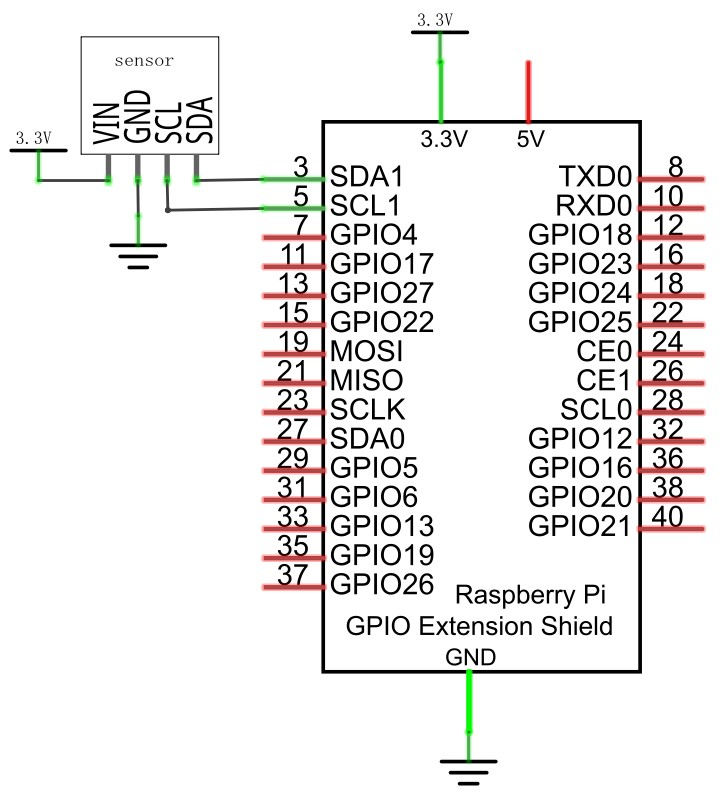 3.3V
sensor
VIN GND SCL SDA
3.3V
3.3V 5V
3 SDA1 TXD0 8
5 SCL1 RXD0 10
7 GPIO4 GPIO18 12
11 GPIO17 GPIO23 16
13 GPIO27 GPIO24 18
15 GPIO22 GPIO25 22
19 MOSI CE0 24
21 MISO CE1 26
23 SCLK SCL0 28
27 SDA0 GPIO12 32
29 GPIO5 GPIO16 36
31 GPIO6 GPIO20 38
33 GPIO13 GPIO21 40
35 GPIO19
37 GPIO26
Raspberry Pi
GPIO Extension Shield
GND